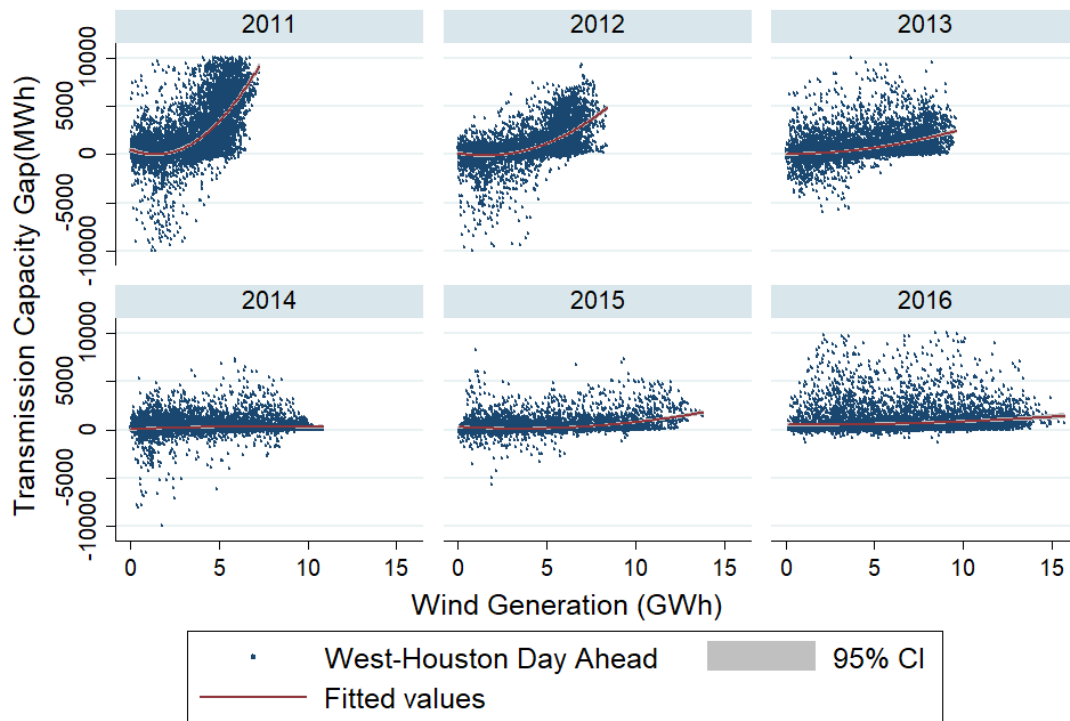 2011 2012 2013
Transmission Capacity Gap(MWh)
10000
5000
0
-5000
-10000
2014 2015 2016
10000
5000
0
-5000
-10000
0 5 10 15 0 5 10 15 0 5 10 15
Wind Generation (GWh)
West-Houston Day Ahead 95% CI
Fitted values